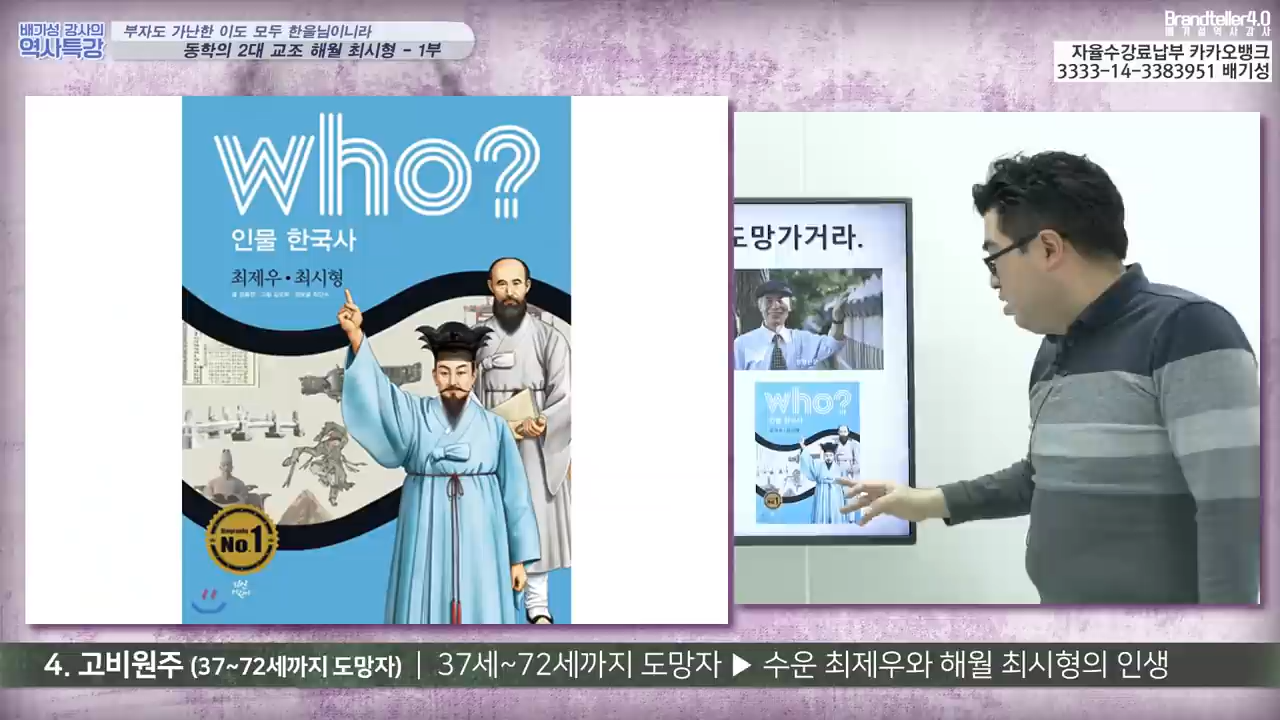 배기성 강사의
역사특강
부자도 가난한 이도 모두 한울님이니라
동학의 2대 교조 해월 최시형 - 1부
Brandteller4.0
배기성역사강사
자율수강료납부 카카오뱅크
3333-14-3383951 배기성
who?
인물 한국사
최제우·최시형
No.1
도망가거라.
who?
인물 한국사
No.1
4. 고비원주 (37~72세까지 도망자) | 37세~72세까지 도망자 ▶ 수운 최제우와 해월 최시형의 인생